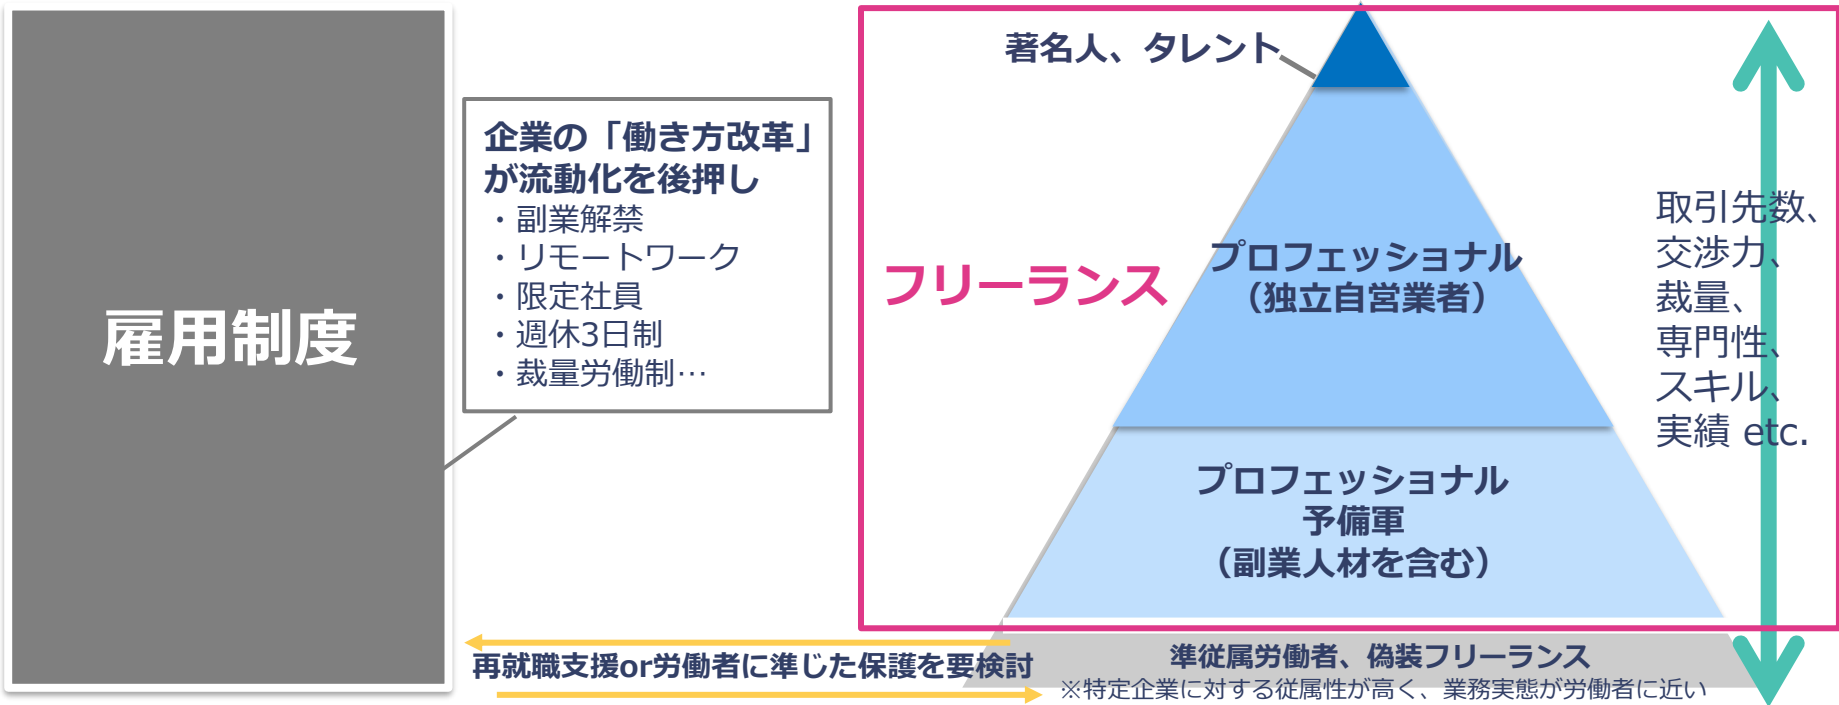 雇用制度
企業の「働き方改革」
が流動化を後押し
・副業解禁
・リモートワーク
・限定社員
・週休3日制
・裁量労働制…
著名人、タレント
フリーランス
プロフェッショナル
（独立自営業者）
プロフェッショナル
予備軍
（副業人材を含む）
取引先数、
交渉力、
裁量、
専門性、
スキル、
実績 etc.
再就職支援or労働者に準じた保護を要検討
準従属労働者、偽装フリーランス
※特定企業に対する従属性が高く、業務実態が労働者に近い